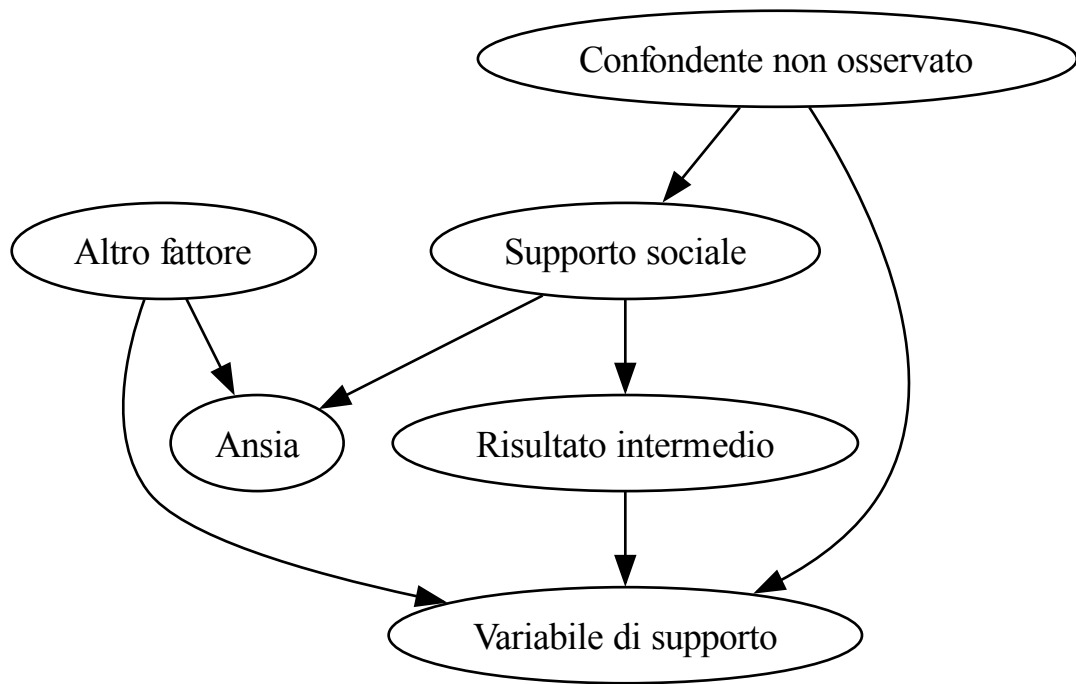 Confondente non osservato
Altro fattore
Supporto sociale
Ansia
Risultato intermedio
Variabile di supporto